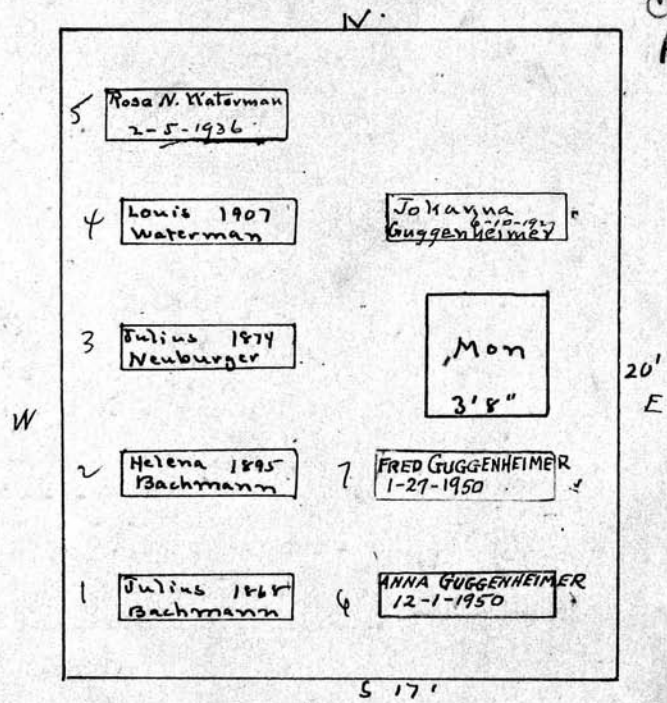 N.
5
Rosa N. Waterman
2-5-1936
4
Louis 1907
Waterman
Johanna
Guggenheimer
3
Julius 1874
Neuburger
Mon
3'8"
20'
E
W
2
Helena 1895
Bachmann
7
FRED GUGGENHEIMER
1-27-1950
1
Julius 1868
Bachmann
6
ANNA GUGGENHEIMER
12-1-1950
S 17'